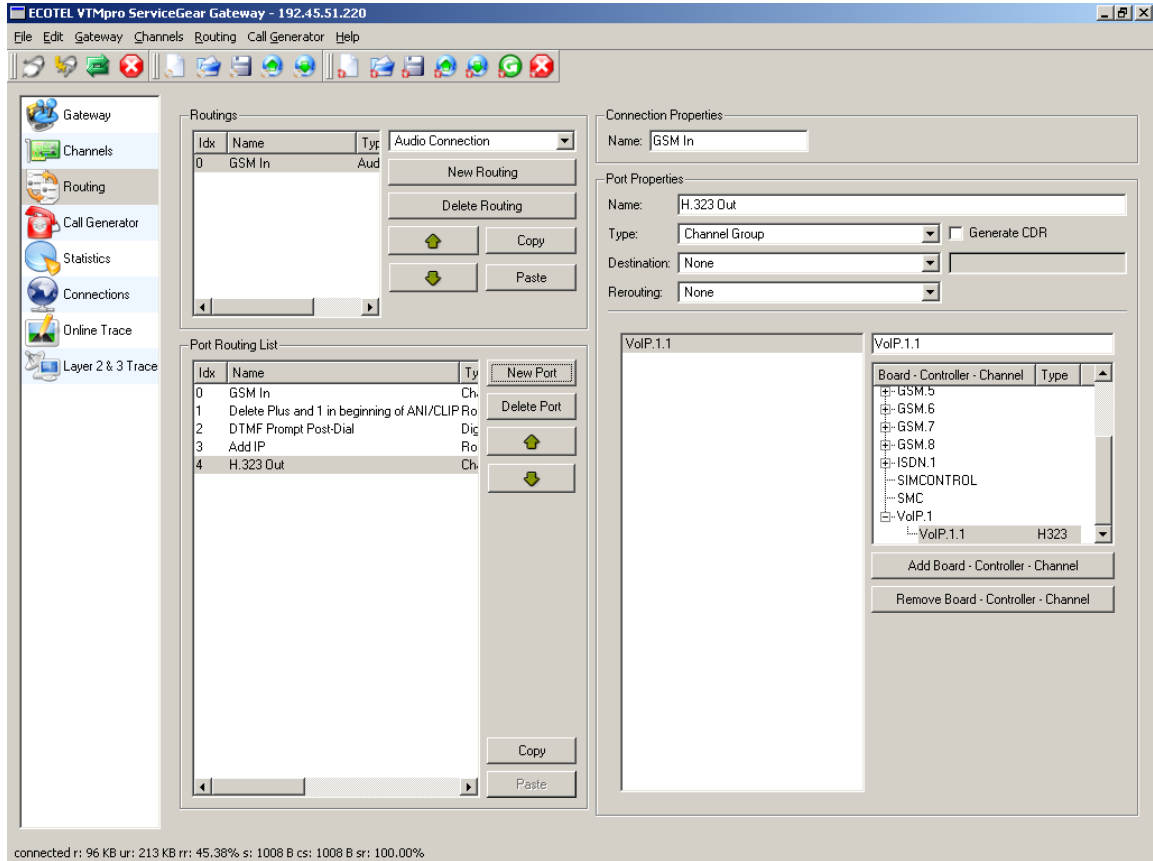 ECOTEL VTMpro ServiceGear Gateway - 192.45.51.220
File Edit Gateway Channels Routing Call Generator Help
Gateway
Channels
Routing
Call Generator
Statistics
Connections
Online Trace
Layer 2 & 3 Trace
Routings
Idx Name Typ
0 GSM In Aud
Audio Connection
New Routing
Delete Routing
Copy
Paste
Port Routing List
Idx Name Ty
0 GSM In Cha
1 Delete Plus and 1 in beginning of ANI/CLIP Ro
2 DTMF Prompt Post-Dial Dig
3 Add IP Ro
4 H.323 Out Cha
New Port
Delete Port
Copy
Paste
Connection Properties
Name: GSM In
Port Properties
Name: H.323 Out
Type: Channel Group Generate CDR
Destination: None
Rerouting: None
VoIP.1.1
VoIP.1.1
Board - Controller - Channel Type
GSM.5
GSM.6
GSM.7
GSM.8
ISDN.1
SIMCONTROL
SMC
VoIP.1
VoIP.1.1 H323
Add Board - Controller - Channel
Remove Board - Controller - Channel
connected r: 96 KB ur: 213 KB rr: 45.38% s: 1008 B cs: 1008 B sr: 100.00%